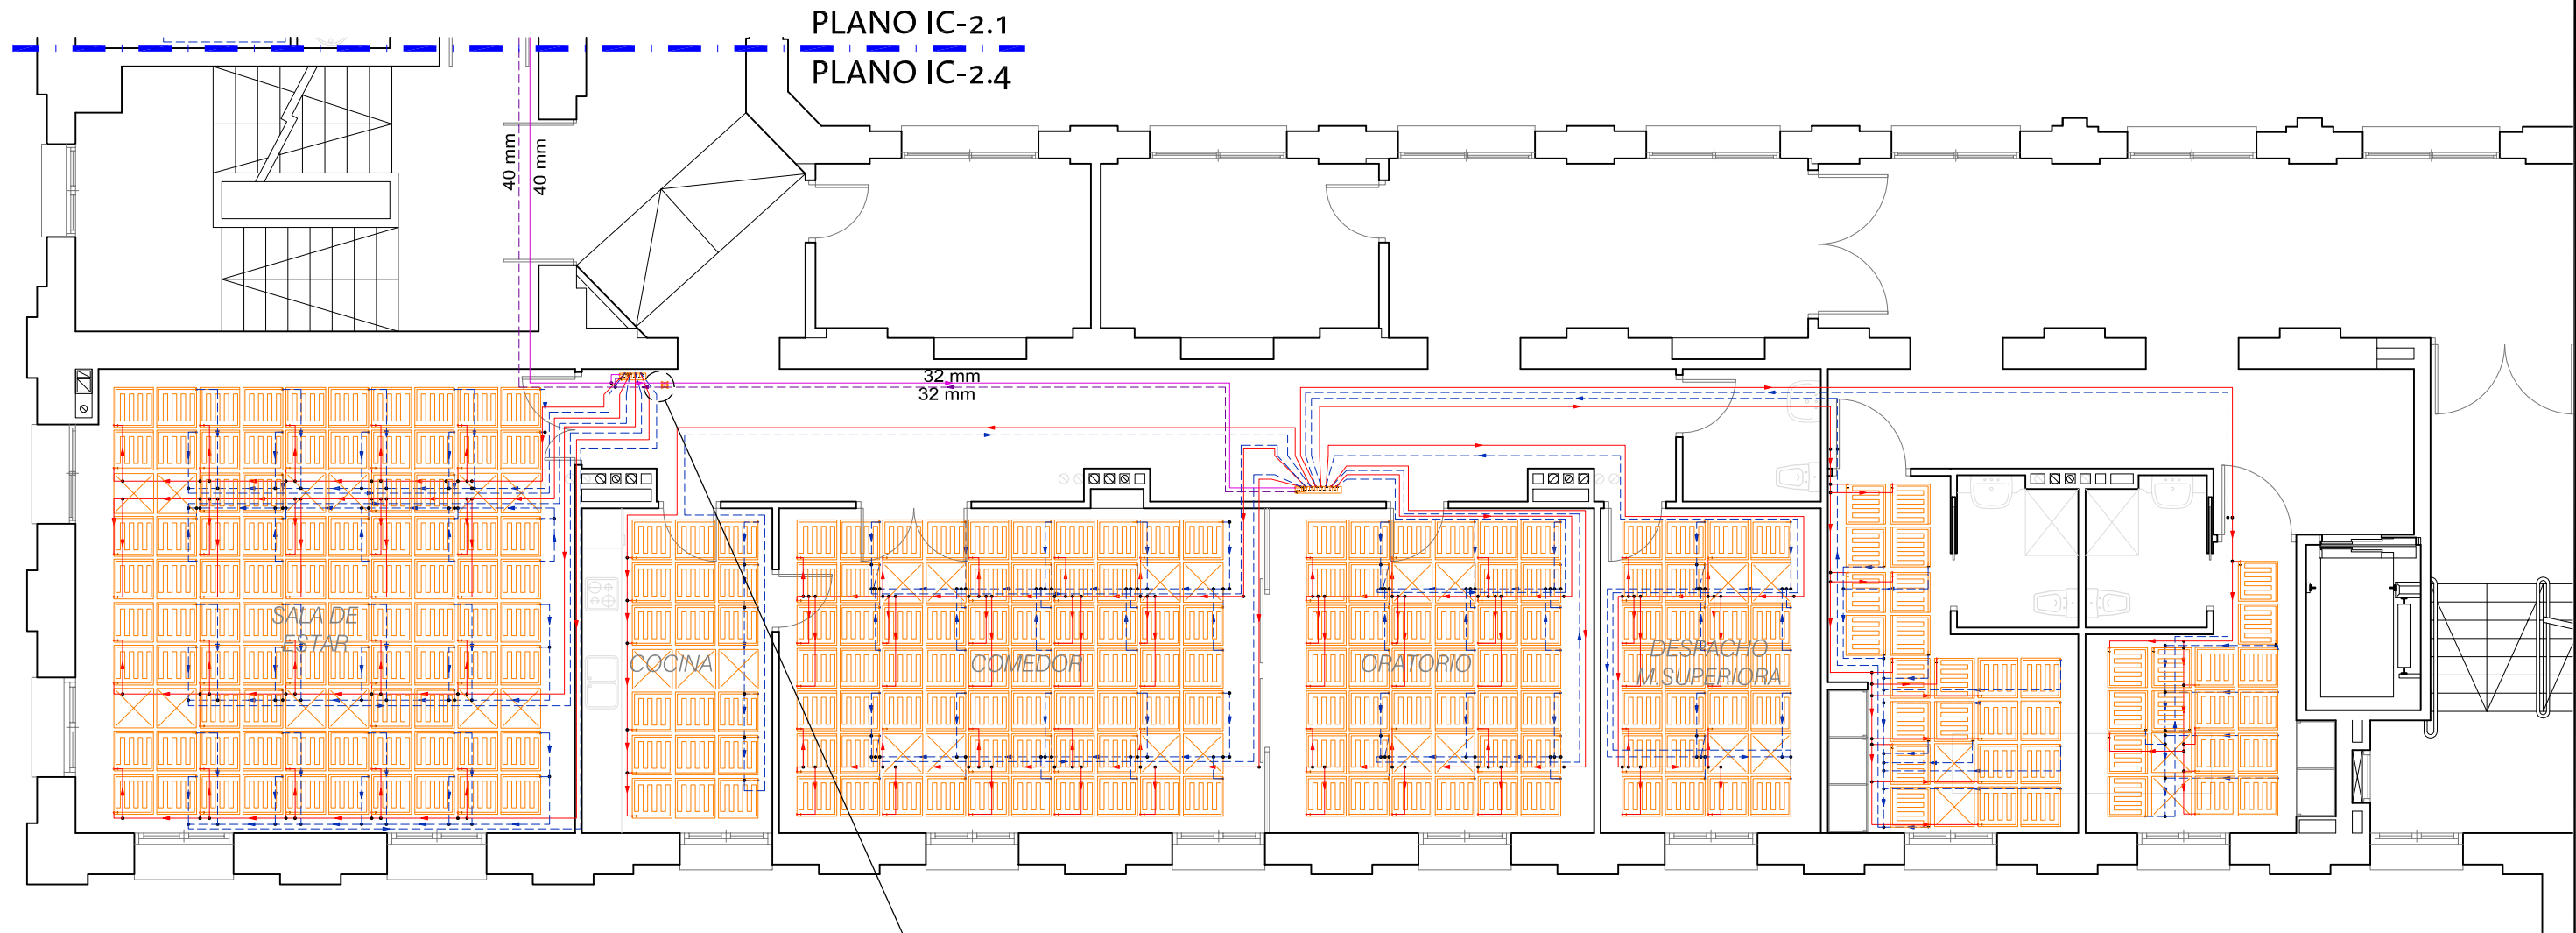 PLANO IC-2.1
PLANO IC-2.4
40 mm
40 mm
32 mm
32 mm
SALA DE
ESTAR
COCINA
COMEDOR
ORATORIO
DESPACHO
M.SUPERIORA